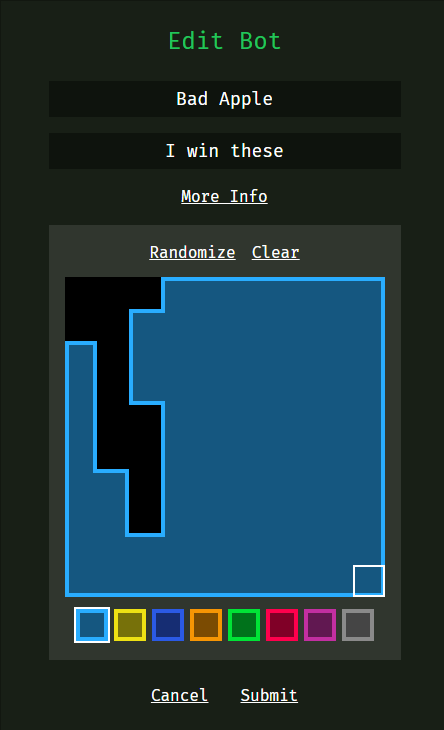 Edit Bot
Bad Apple
I win these
More Info
Randomize Clear
Cancel Submit